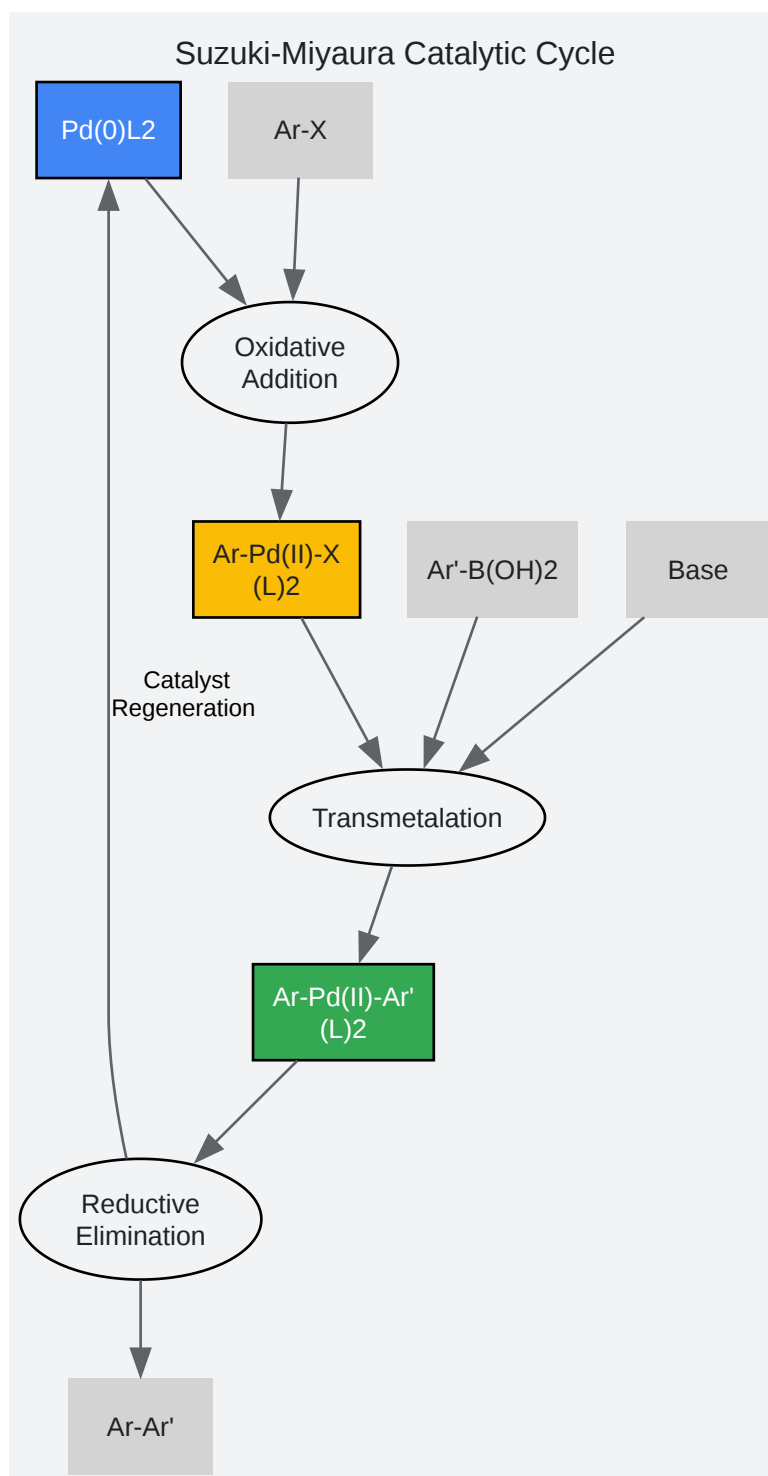 Suzuki-Miyaura Catalytic Cycle
Pd(0)L2
Ar-X
Oxidative
Addition
Ar-Pd(II)-X
(L)2
Ar'-B(OH)2
Base
Catalyst
Regeneration
Transmetalation
Ar-Pd(II)-Ar'
(L)2
Reductive
Elimination
Ar-Ar'